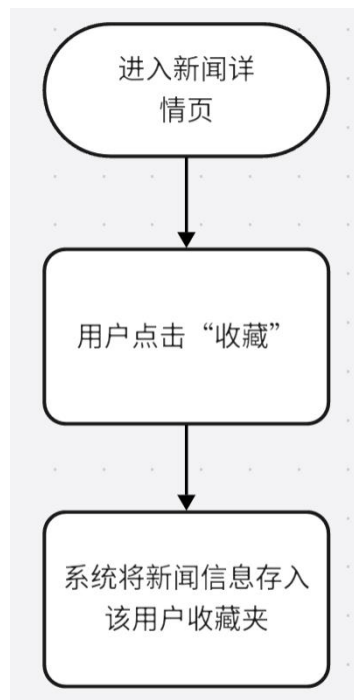 进入新闻详
情页
用户点击“收藏”
系统将新闻信息存入
该用户收藏夹